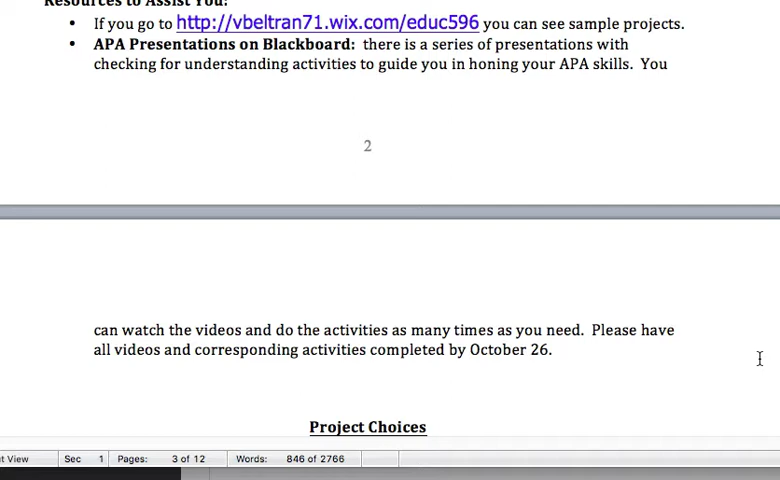 Resources to Assist You:
• If you go to http://vbeltran71.wix.com/educ596 you can see sample projects.
• APA Presentations on Blackboard: there is a series of presentations with
checking for understanding activities to guide you in honing your APA skills. You
2
can watch the videos and do the activities as many times as you need. Please have
all videos and corresponding activities completed by October 26.
Project Choices
t View Sec 1 Pages: 3 of 12 Words: 846 of 2766